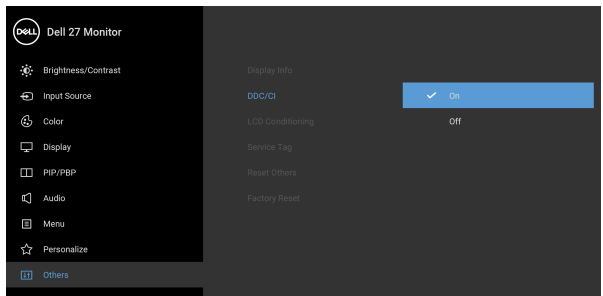 DELL Dell 27 Monitor
Brightness/Contrast
Input Source
Color
Display
PIP/PBP
Audio
Menu
Personalize
Others
Display Info
DDC/CI
LCD Conditioning
Service Tag
Reset Others
Factory Reset
On
Off